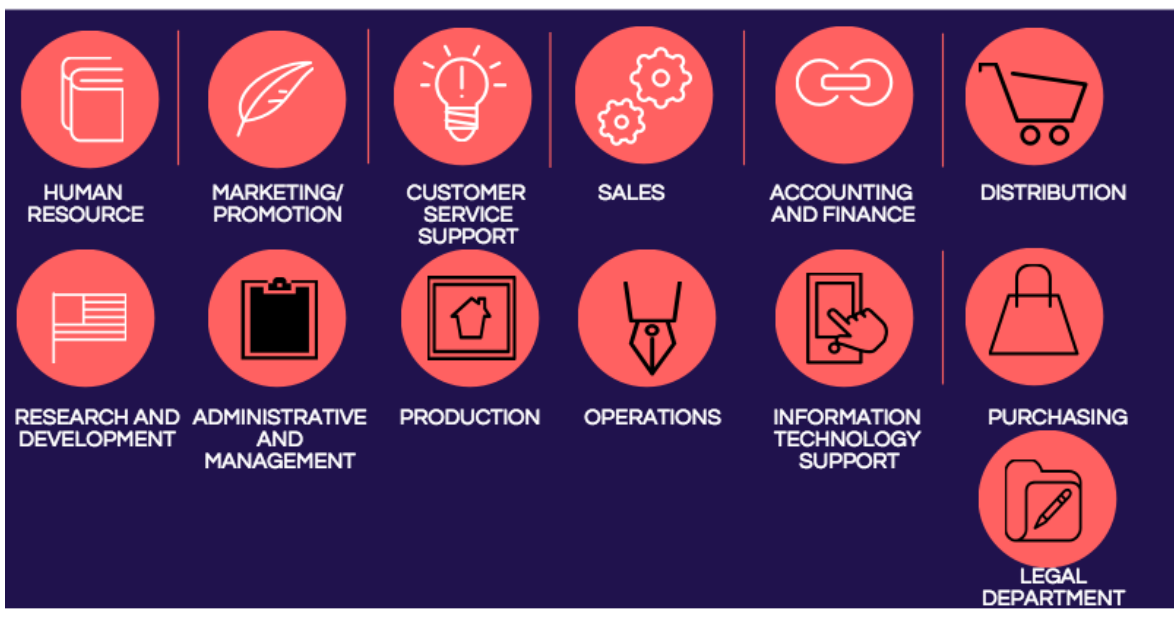 HUMAN
RESOURCE
MARKETING/
PROMOTION
CUSTOMER
SERVICE
SUPPORT
SALES
ACCOUNTING
AND FINANCE
DISTRIBUTION
RESEARCH AND
DEVELOPMENT
ADMINISTRATIVE
AND
MANAGEMENT
PRODUCTION
OPERATIONS
INFORMATION
TECHNOLOGY
SUPPORT
PURCHASING
LEGAL
DEPARTMENT